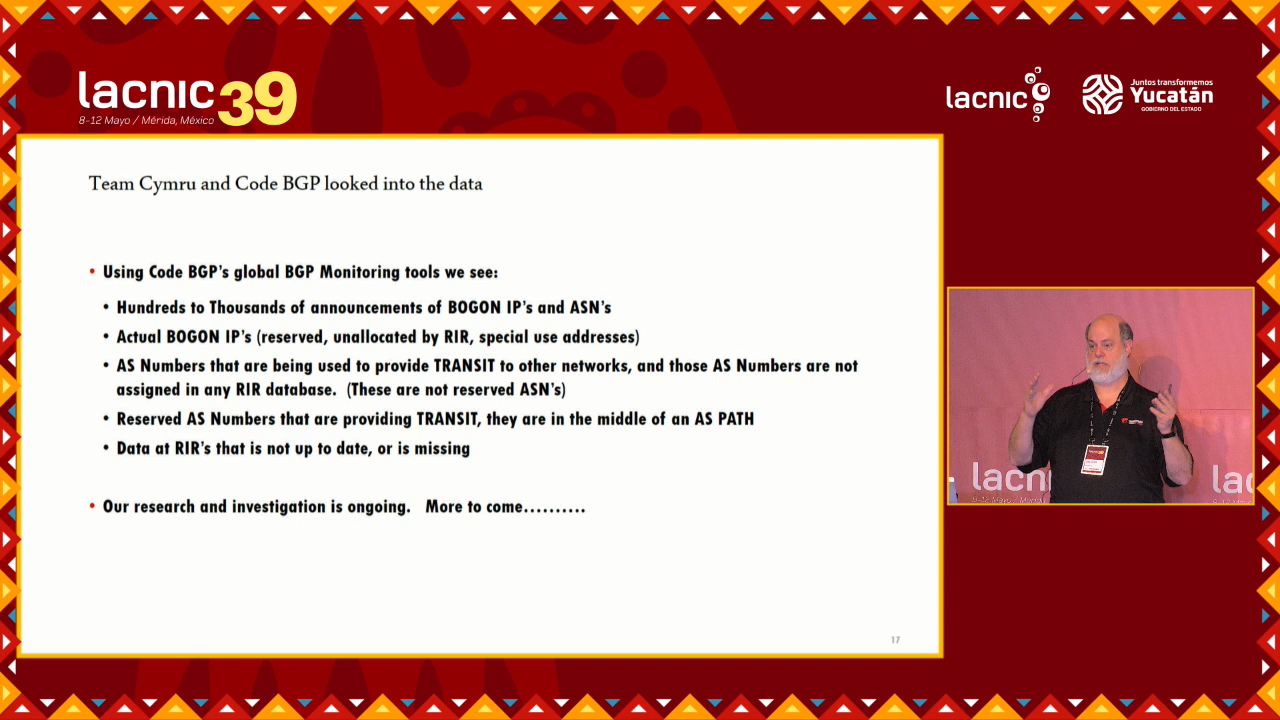 lacnic 39
8-12 Mayo / Mérida, México
lacnic
Juntos transformemos
Yucatán
GOBIERNO DEL ESTADO
Team Cymru and Code BGP looked into the data
• Using Code BGP's global BGP Monitoring tools we see:
• Hundreds to Thousands of announcements of BOGON IP's and ASN's
• Actual BOGON IP's (reserved, unallocated by RIR, special use addresses)
• AS Numbers that are being used to provide TRANSIT to other networks, and those AS Numbers are not
assigned in any RIR database. (These are not reserved ASN's)
• Reserved AS Numbers that are providing TRANSIT, they are in the middle of an AS PATH
• Data at RIR's that is not up to date, or is missing
• Our research and investigation is ongoing. More to come..........
17
lacn
lac